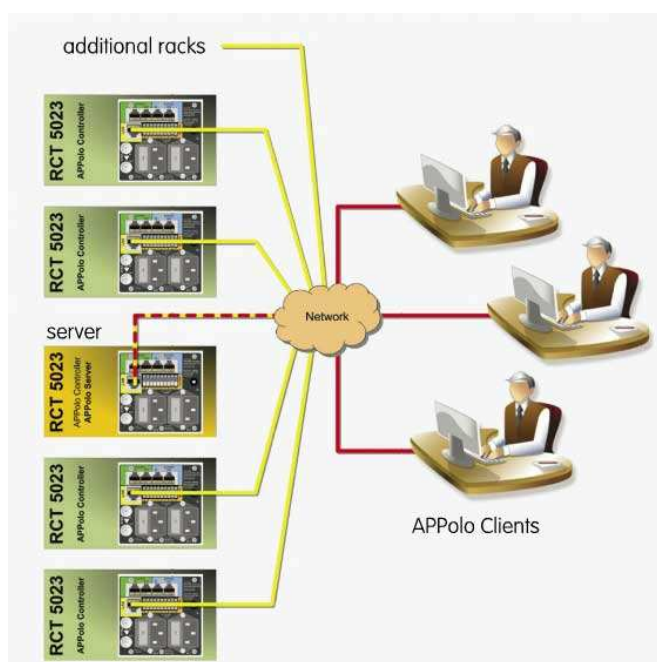 additional racks
RCT 5023
APPolo Controller
RCT 5023
APPolo Controller
server
RCT 5023
APPolo Controller
APPolo Server
RCT 5023
APPolo Controller
RCT 5023
APPolo Controller
Network
APPolo Clients